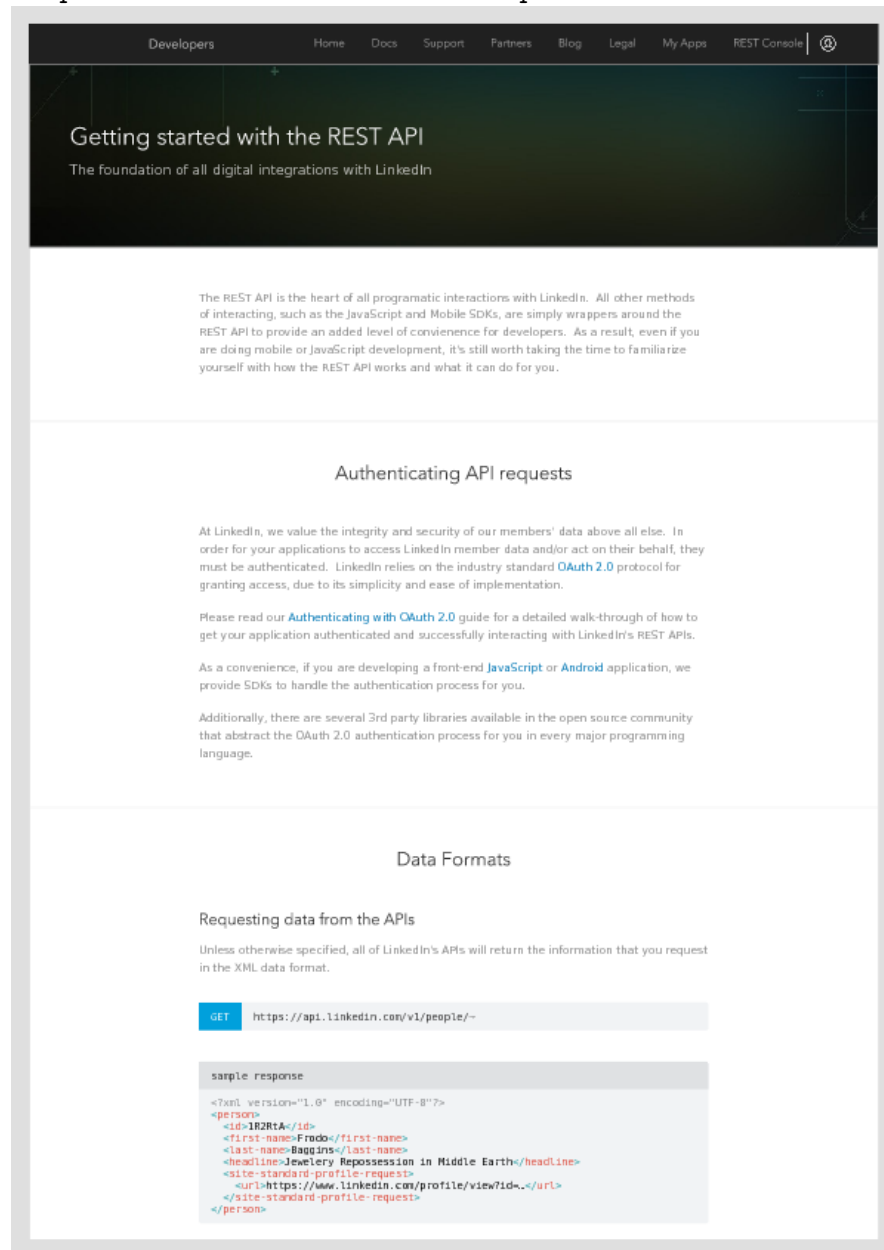 Developers Home Docs Support Partners Blog Legal My Apps REST Console
Getting started with the REST API
The foundation of all digital integrations with LinkedIn
The REST API is the heart of all programatic interactions with LinkedIn. All other methods
of interacting, such as the JavaScript and Mobile SDKs, are simply wrappers around the
REST API to provide an added level of convienence for developers. As a result, even if you
are doing mobile or JavaScript development, it's still worth taking the time to familiarize
yourself with how the REST API works and what it can do for you.
Authenticating API requests
At LinkedIn, we value the integrity and security of our members' data above all else. In
order for your applications to access LinkedIn member data and/or act on their behalf, they
must be authenticated. LinkedIn relies on the industry standard OAuth 2.0 protocol for
granting access, due to its simplicity and ease of implementation.
Please read our Authenticating with OAuth 2.0 guide for a detailed walk-through of how to
get your application authenticated and successfully interacting with LinkedIn's REST APIs.
As a convenience, if you are developing a front-end JavaScript or Android application, we
provide SDKs to handle the authentication process for you.
Additionally, there are several 3rd party libraries available in the open source community
that abstract the OAuth 2.0 authentication process for you in every major programming
language.
Data Formats
Requesting data from the APIs
Unless otherwise specified, all of LinkedIn's APIs will return the information that you request
in the XML data format.
GET https://api.linkedin.com/v1/people/~
sample response
<?xml version="1.0" encoding="UTF-8"?>
<person>
<id>1R2RtA</id>
<first-name>Frodo</first-name>
<last-name>Baggins</last-name>
<headline>Jewelery Repossession in Middle Earth</headline>
<site-standard-profile-request>
<url>https://www.linkedin.com/profile/view?id=…</url>
</site-standard-profile-request>
</person>